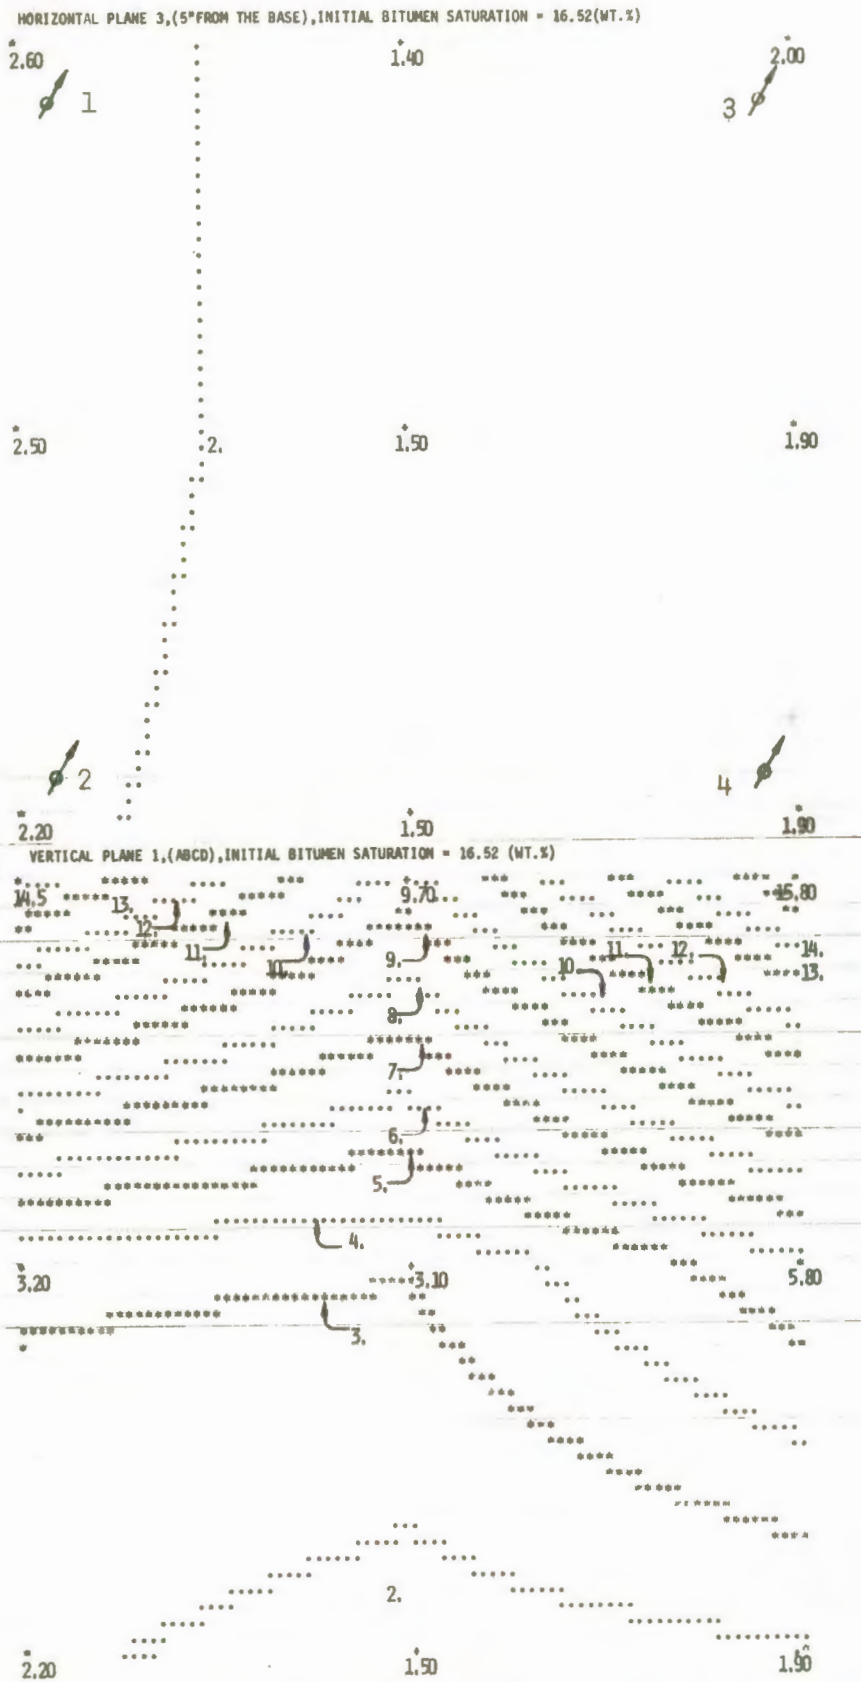 HORIZONTAL PLANE 3,(5"FROM THE BASE),INITIAL BITUMEN SATURATION = 16.52(WT.%)
2.60 1.40 2.00
1 3
2.50 2. 1.50 1.90
2 4
2.20 1.50 1.90
VERTICAL PLANE 1,(ABCD),INITIAL BITUMEN SATURATION = 16.52 (WT.%)
14.5 9.70 15.80
13.
12.
11. 10. 9. 10. 11. 12. 14.
13.
8.
7.
6.
5.
4.
3.20 3.10 5.80
3.
2.
2.20 1.50 1.90